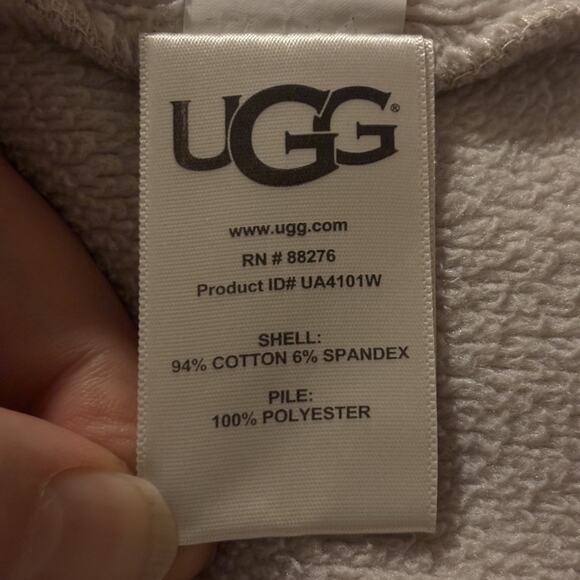 UGG®
www.ugg.com
RN # 88276
Product ID# UA4101W
SHELL:
94% COTTON 6% SPANDEX
PILE:
100% POLYESTER